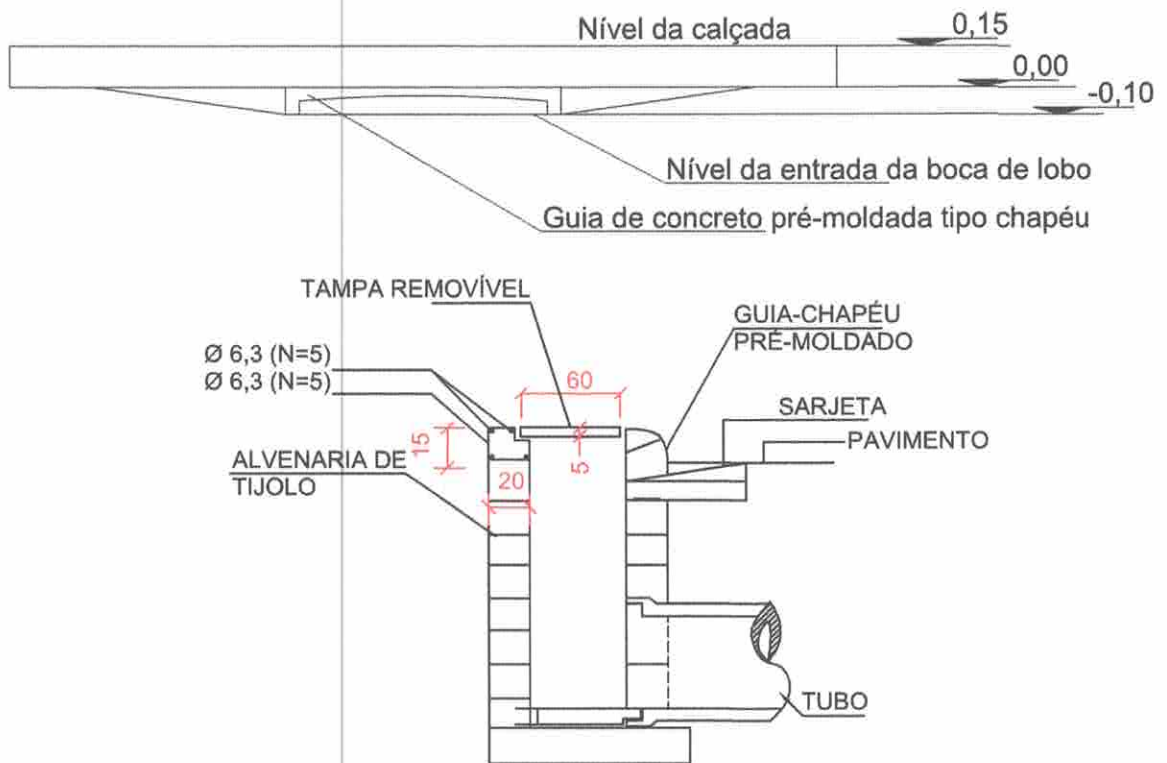 Nível da calçada
0,15
0,00
-0,10
Nível da entrada da boca de lobo
Guia de concreto pré-moldada tipo chapéu
TAMPA REMOVÍVEL
GUIA-CHAPÉU
PRÉ-MOLDADO
Ø 6,3 (N=5)
Ø 6,3 (N=5)
60
SARJETA
PAVIMENTO
15
5
ALVENARIA DE
TIJOLO
20
TUBO